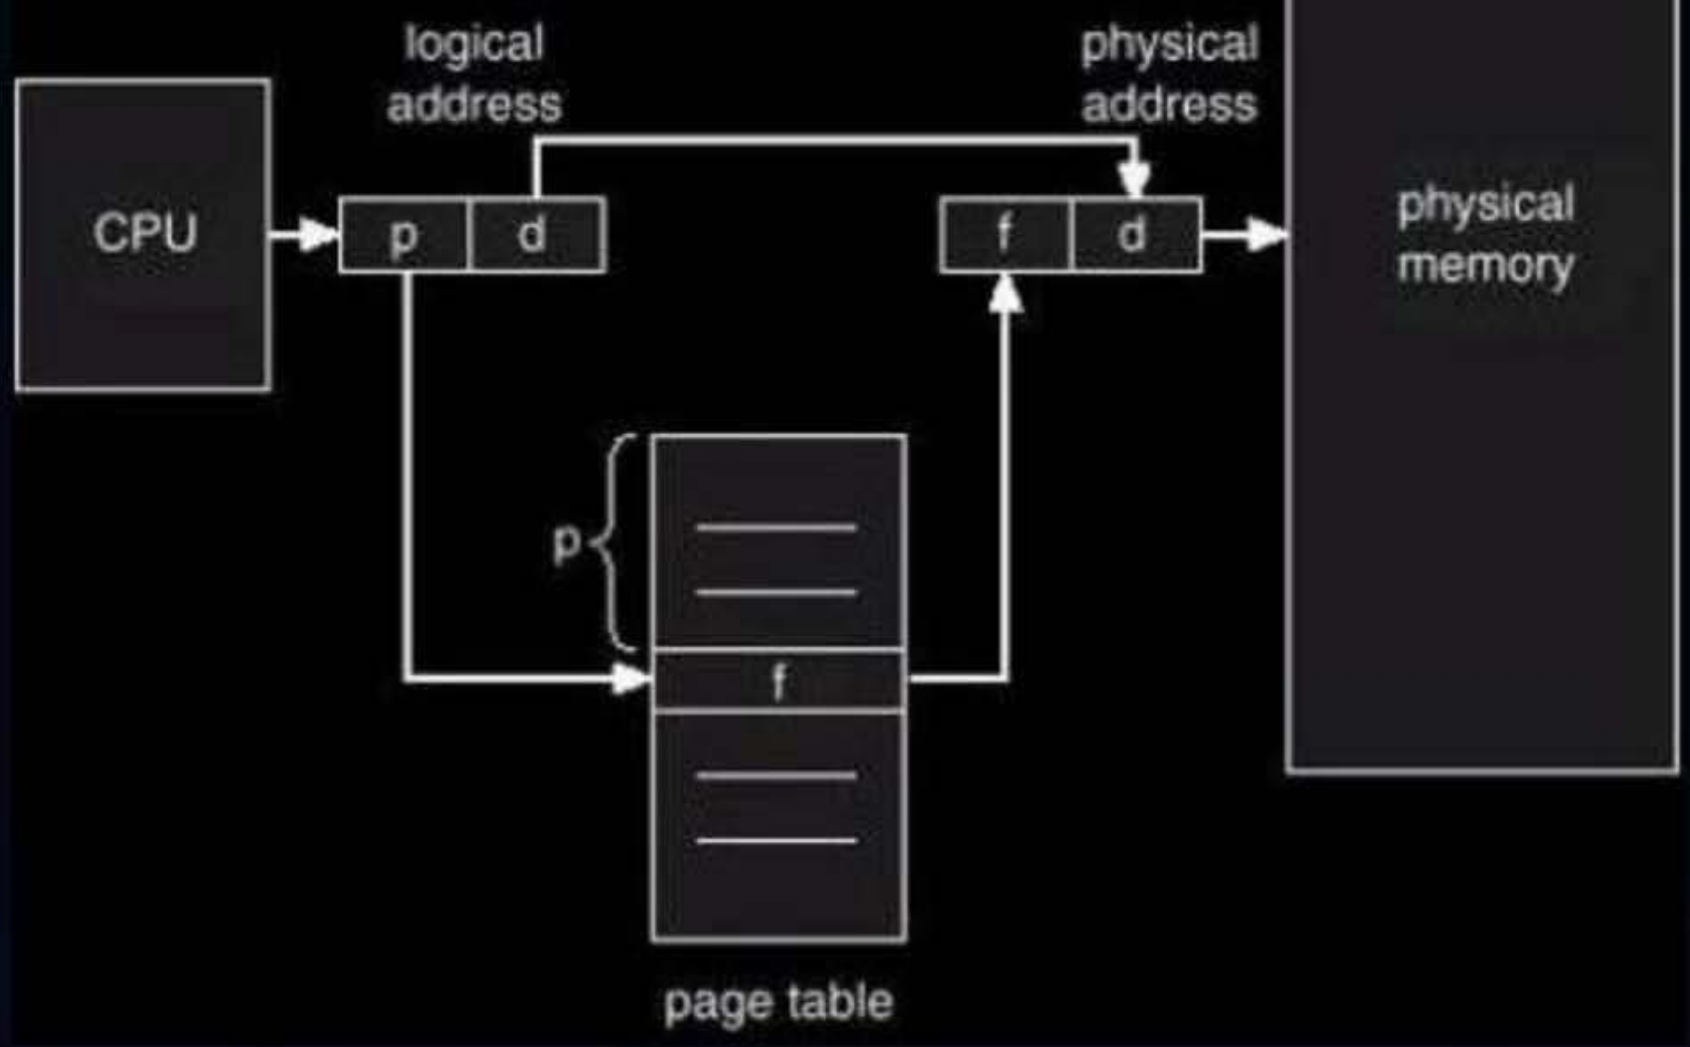 logical
address
physical
address
CPU
p
d
f
d
physical
memory
p
f
page table